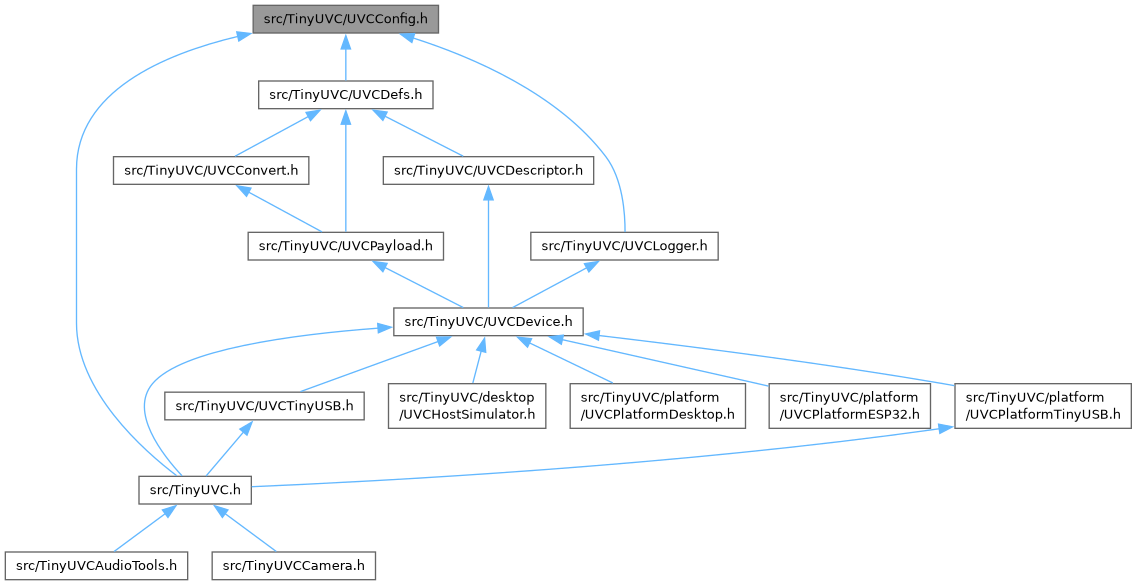 src/TinyUVC/UVCConfig.h
src/TinyUVC/UVCDefs.h
src/TinyUVC/UVCConvert.h
src/TinyUVC/UVCDescriptor.h
src/TinyUVC/UVCPayload.h
src/TinyUVC/UVCLogger.h
src/TinyUVC/UVCDevice.h
src/TinyUVC/UVCTinyUSB.h
src/TinyUVC/desktop
/UVCHostSimulator.h
src/TinyUVC/platform
/UVCPlatformDesktop.h
src/TinyUVC/platform
/UVCPlatformESP32.h
src/TinyUVC/platform
/UVCPlatformTinyUSB.h
src/TinyUVC.h
src/TinyUVCAudioTools.h
src/TinyUVCCamera.h